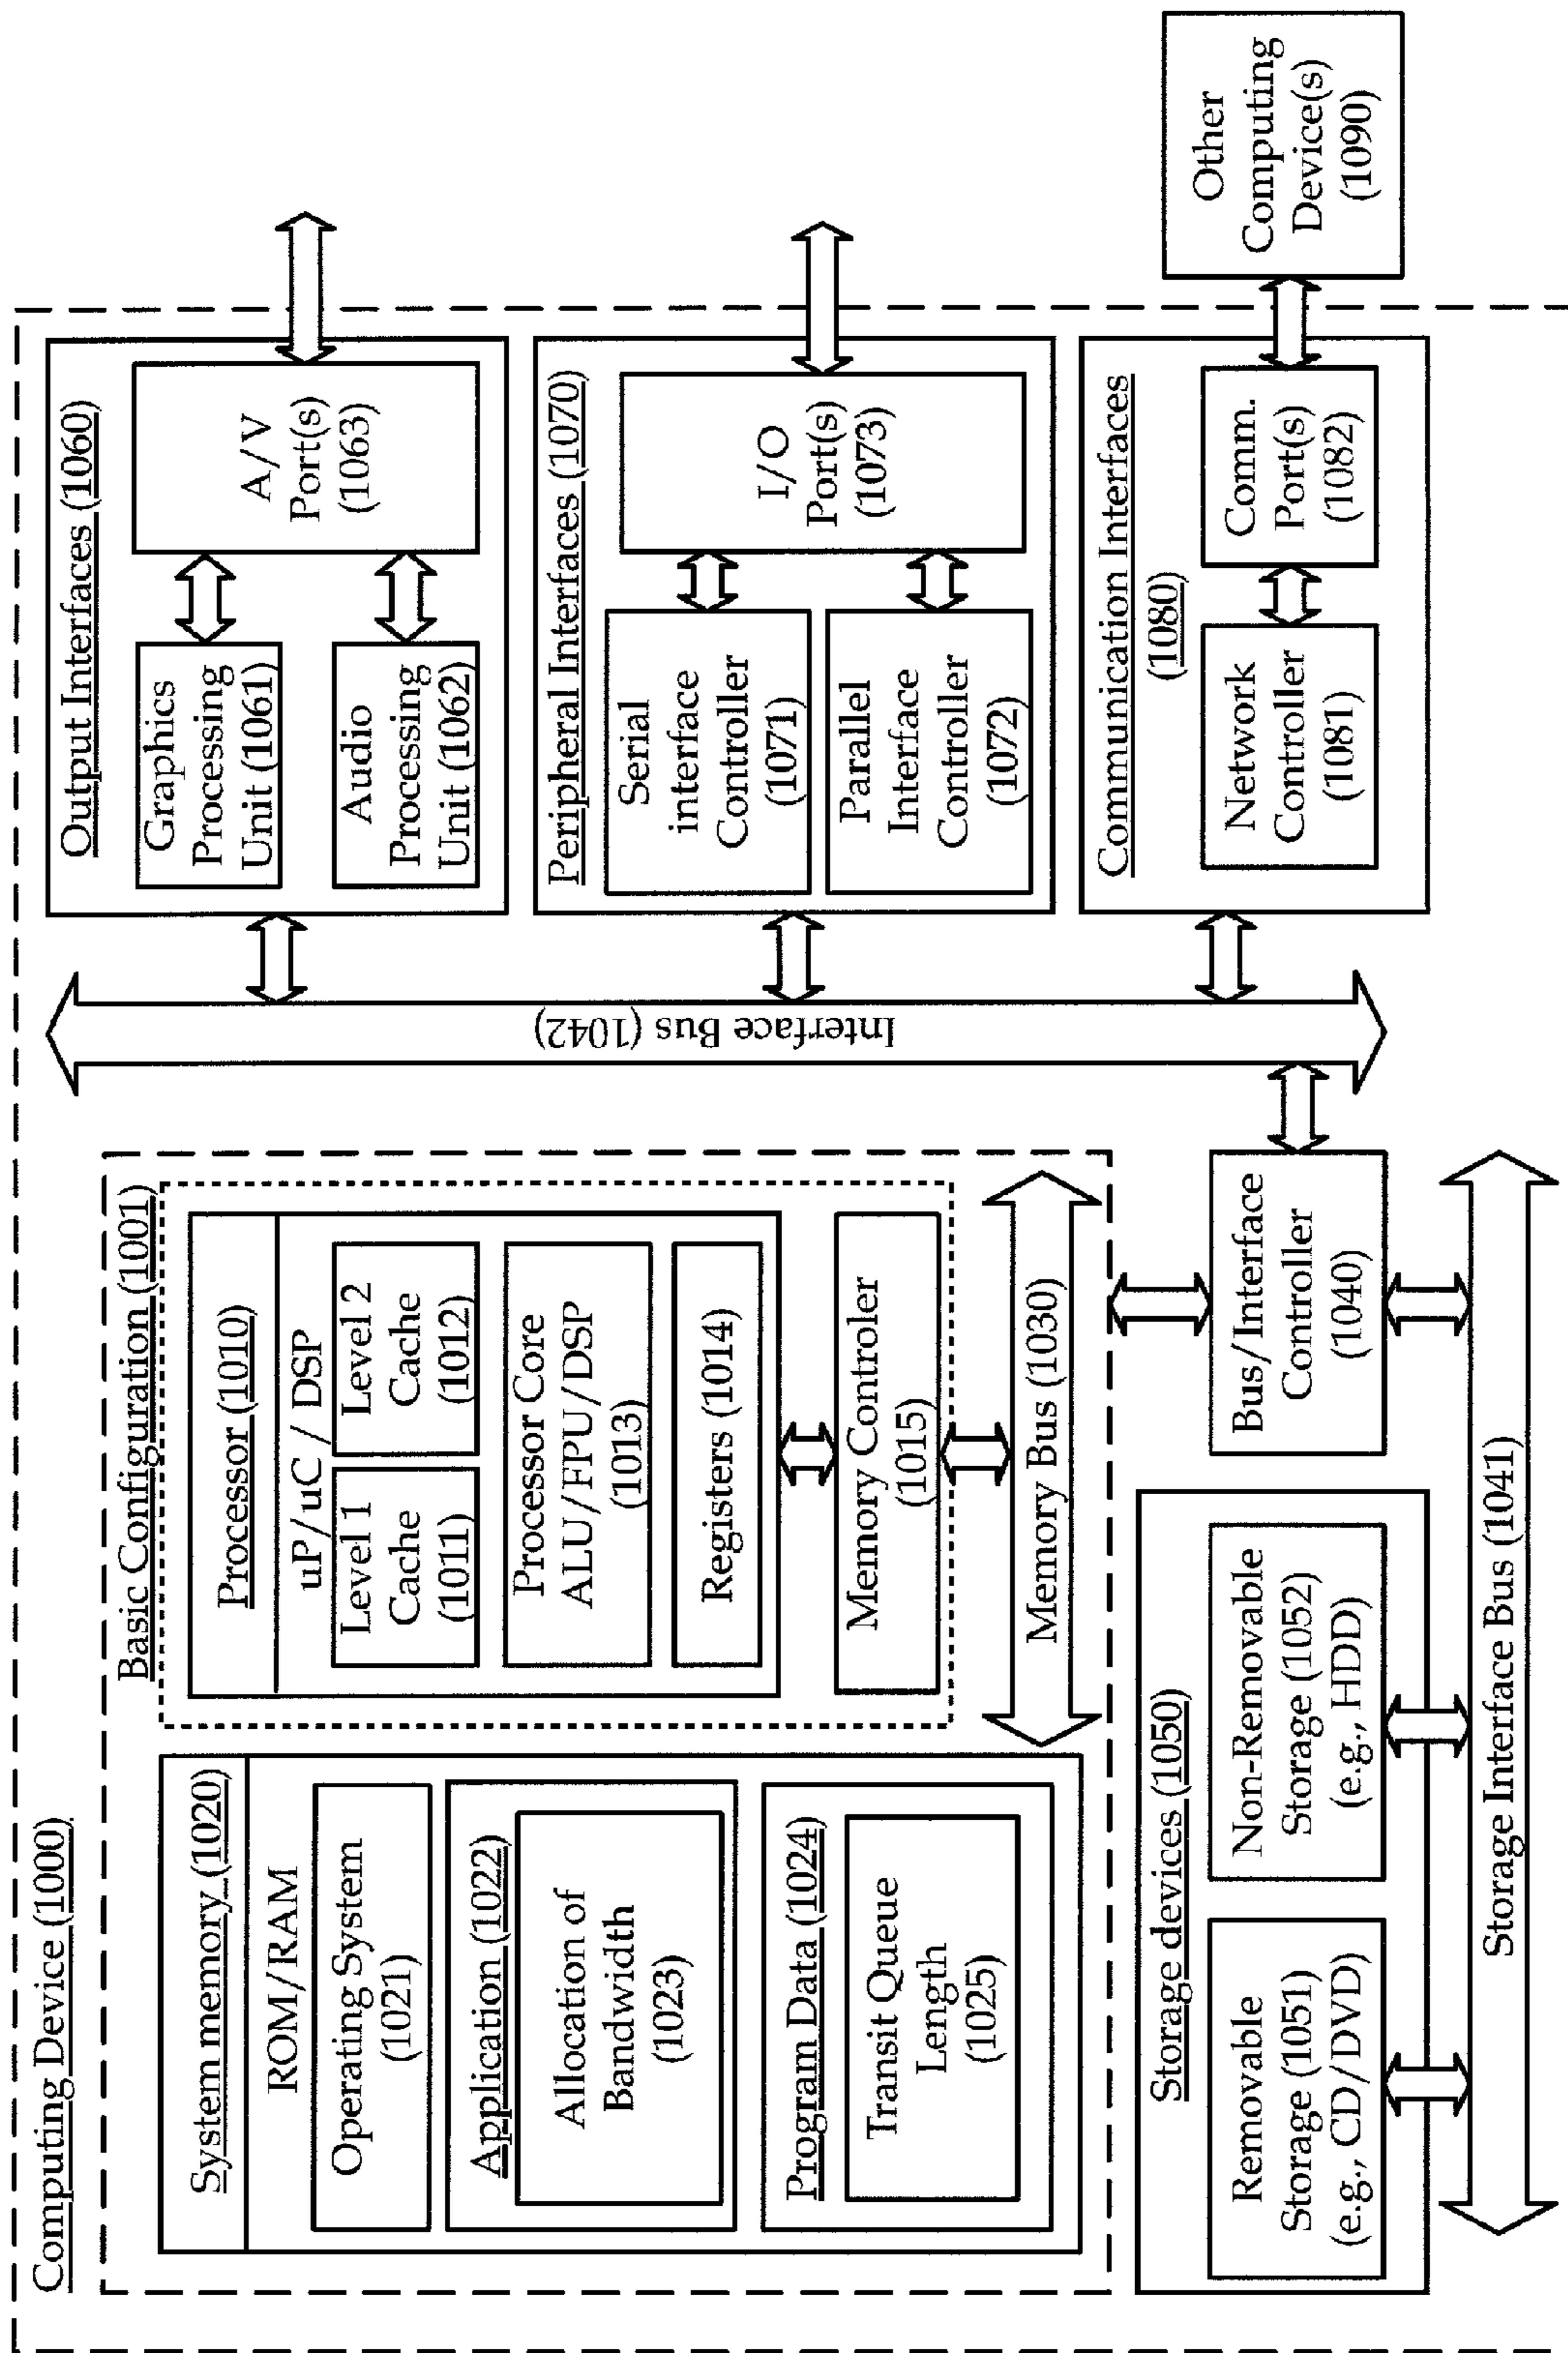 Computing Device (1000)
Basic Configuration (1001)
System memory (1020)
ROM/RAM
Operating System
(1021)
Application (1022)
Allocation of
Bandwidth
(1023)
Program Data (1024)
Transit Queue
Length
(1025)
Processor (1010)
uP/uC / DSP
Level 1
Cache
(1011)
Level 2
Cache
(1012)
Processor Core
ALU/FPU/DSP
(1013)
Registers (1014)
Memory Controler
(1015)
Memory Bus (1030)
Bus/Interface
Controller
(1040)
Storage devices (1050)
Removable
Storage (1051)
(e.g., CD/DVD)
Non-Removable
Storage (1052)
(e.g., HDD)
Storage Interface Bus (1041)
Interface Bus (1042)
Output Interfaces (1060)
Graphics
Processing
Unit (1061)
Audio
Processing
Unit (1062)
A/V
Port(s)
(1063)
Peripheral Interfaces (1070)
Serial
interface
Controller
(1071)
Parallel
Interface
Controller
(1072)
I/O
Port(s)
(1073)
Communication Interfaces
(1080)
Network
Controller
(1081)
Comm.
Port(s)
(1082)
Other
Computing
Device(s)
(1090)